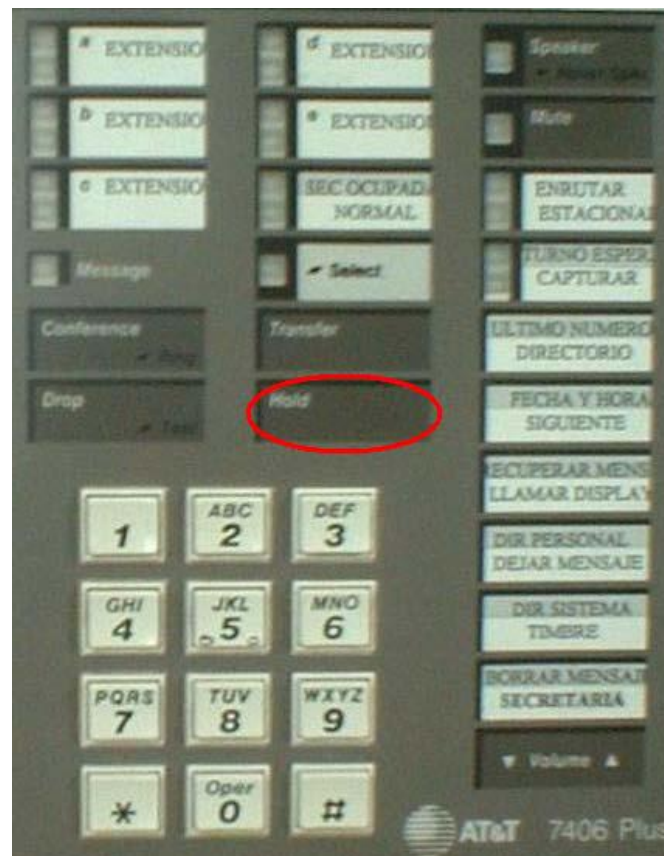 a EXTENSIO
d EXTENSIO
Speaker
b EXTENSIO
e EXTENSIO
Mute
c EXTENSIO
SEC OCUPADA
NORMAL
ENRUTAR
ESTACIONA
Message
Select
TURNO ESPER
CAPTURAR
Conference
Ring
Transfer
ULTIMO NUMERO
DIRECTORIO
Drop
Test
Hold
FECHA Y HORA
SIGUIENTE
ECUPERAR MENS
LLAMAR DISPLAY
1
ABC
2
DEF
3
DIR PERSONAL
DEJAR MENSAJE
GHI
4
JKL
5
MNO
6
DIR SISTEMA
TIMBRE
PQRS
7
TUV
8
WXYZ
9
BORRAR MENSAJ
SECRETARIA
▼ Volume ▲
*
Oper
0
#
AT&T 7406 Plus